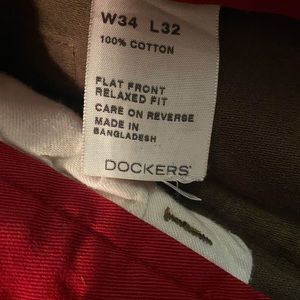 W34 L32
100% COTTON
FLAT FRONT
RELAXED FIT
CARE ON REVERSE
MADE IN
BANGLADESH
DOCKERS®